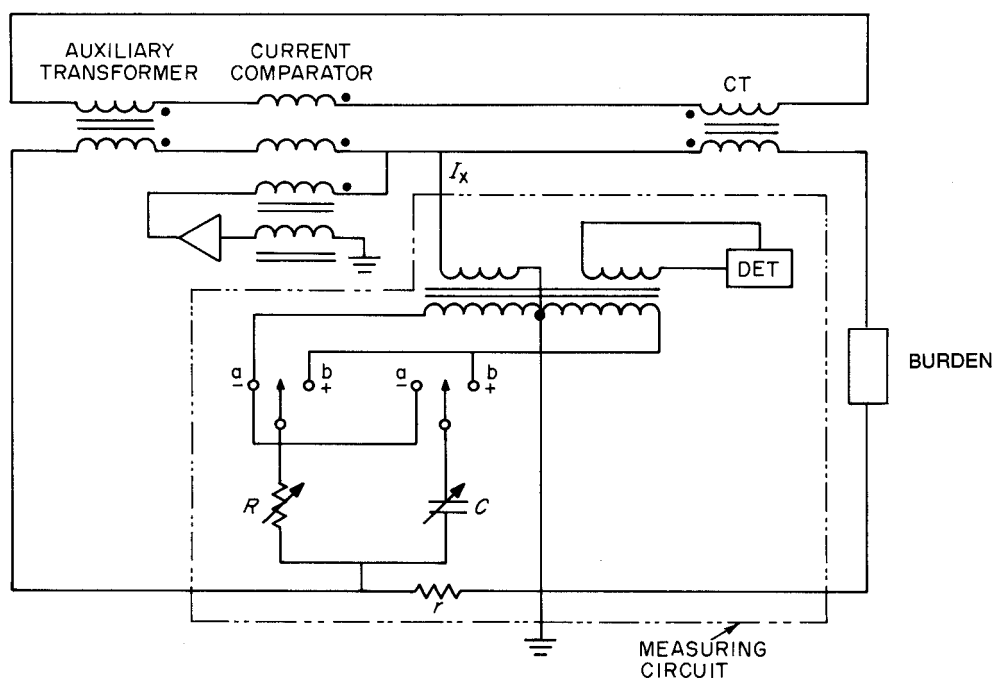 AUXILIARY
TRANSFORMER
CURRENT
COMPARATOR
CT
Ix
DET
a
−
b
+
a
−
b
+
BURDEN
R
C
r
MEASURING
CIRCUIT